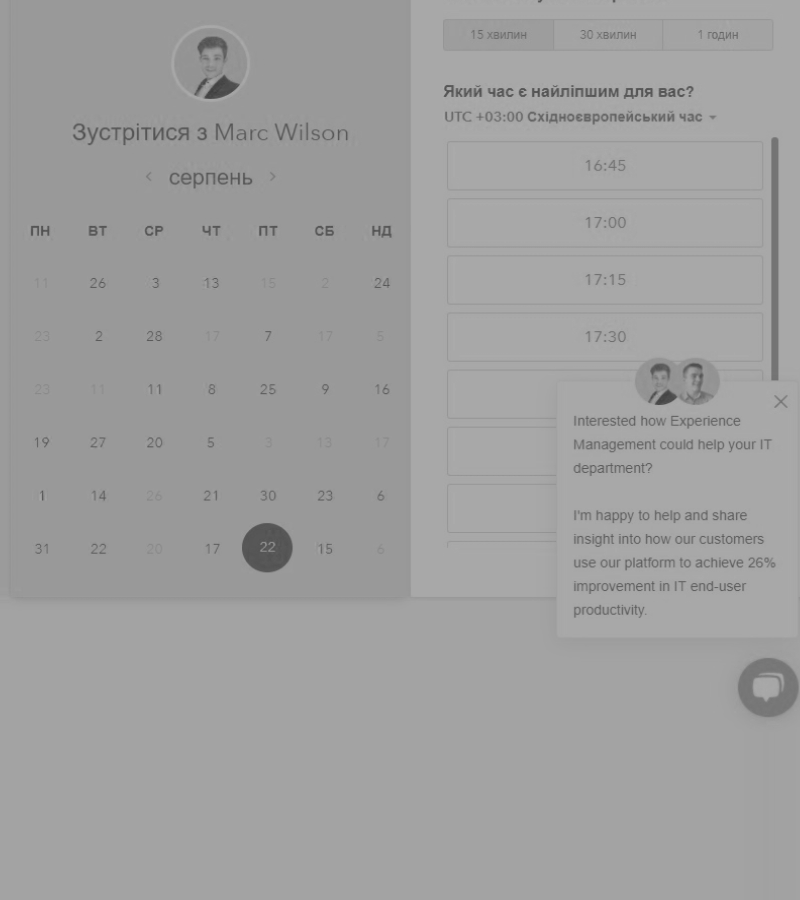 Зустрітися з Marc Wilson
серпень
ПН ВТ СР ЧТ ПТ СБ НД
11 26 3 13 15 2 24
23 2 28 17 7 17 5
23 11 11 8 25 9 16
19 27 20 5 3 13 17
1 14 26 21 30 23 6
31 22 20 17 22 15 6
15 хвилин 30 хвилин 1 годин
Який час є найліпшим для вас?
UTC +03:00 Східноєвропейський час
16:45
17:00
17:15
17:30
Interested how Experience
Management could help your IT
department?
I'm happy to help and share
insight into how our customers
use our platform to achieve 26%
improvement in IT end-user
productivity.